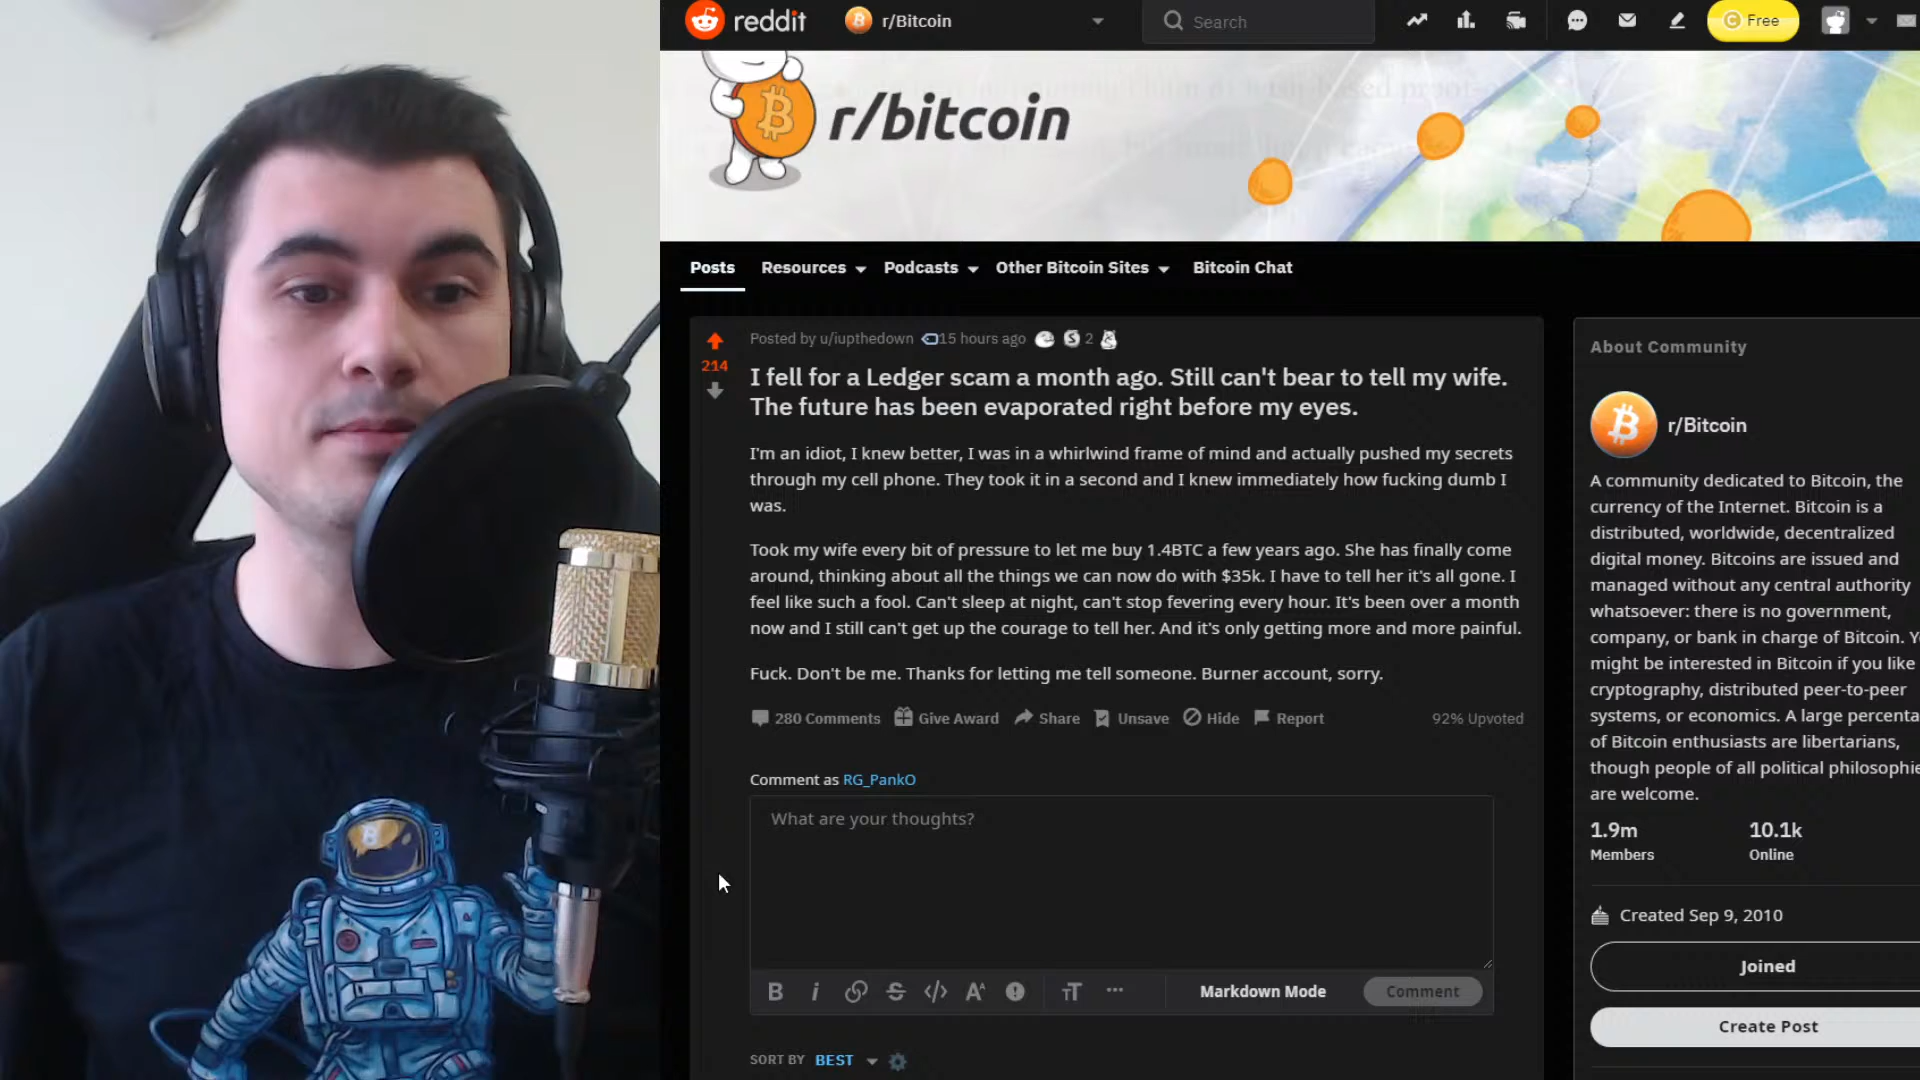 reddit
r/Bitcoin
Search
Free
r/bitcoin
Posts
Resources
Podcasts
Other Bitcoin Sites
Bitcoin Chat
214
Posted by u/iupthedown 15 hours ago 2
I fell for a Ledger scam a month ago. Still can't bear to tell my wife.
The future has been evaporated right before my eyes.
I'm an idiot, I knew better, I was in a whirlwind frame of mind and actually pushed my secrets
through my cell phone. They took it in a second and I knew immediately how fucking dumb I
was.
Took my wife every bit of pressure to let me buy 1.4BTC a few years ago. She has finally come
around, thinking about all the things we can now do with $35k. I have to tell her it's all gone. I
feel like such a fool. Can't sleep at night, can't stop fevering every hour. It's been over a month
now and I still can't get up the courage to tell her. And it's only getting more and more painful.
Fuck. Don't be me. Thanks for letting me tell someone. Burner account, sorry.
280 Comments
Give Award
Share
Unsave
Hide
Report
92% Upvoted
Comment as RG_PankO
What are your thoughts?
B i S </> A TT ...
Markdown Mode
Comment
SORT BY BEST
About Community
r/Bitcoin
A community dedicated to Bitcoin, the
currency of the Internet. Bitcoin is a
distributed, worldwide, decentralized
digital money. Bitcoins are issued and
managed without any central authority
whatsoever: there is no government,
company, or bank in charge of Bitcoin. Y
might be interested in Bitcoin if you like
cryptography, distributed peer-to-peer
systems, or economics. A large percenta
of Bitcoin enthusiasts are libertarians,
though people of all political philosophie
are welcome.
1.9m
Members
10.1k
Online
Created Sep 9, 2010
Joined
Create Post